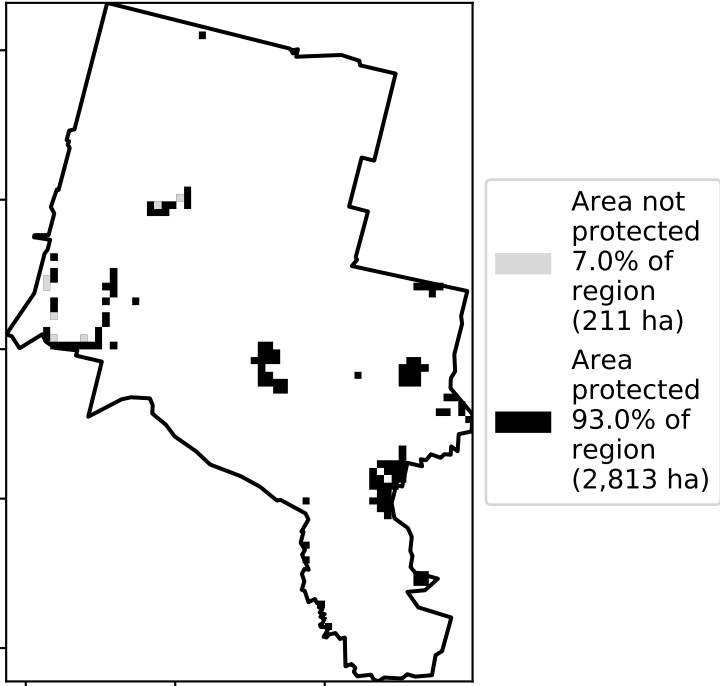 Area not
protected
7.0% of
region
(211 ha)
Area
protected
93.0% of
region
(2,813 ha)